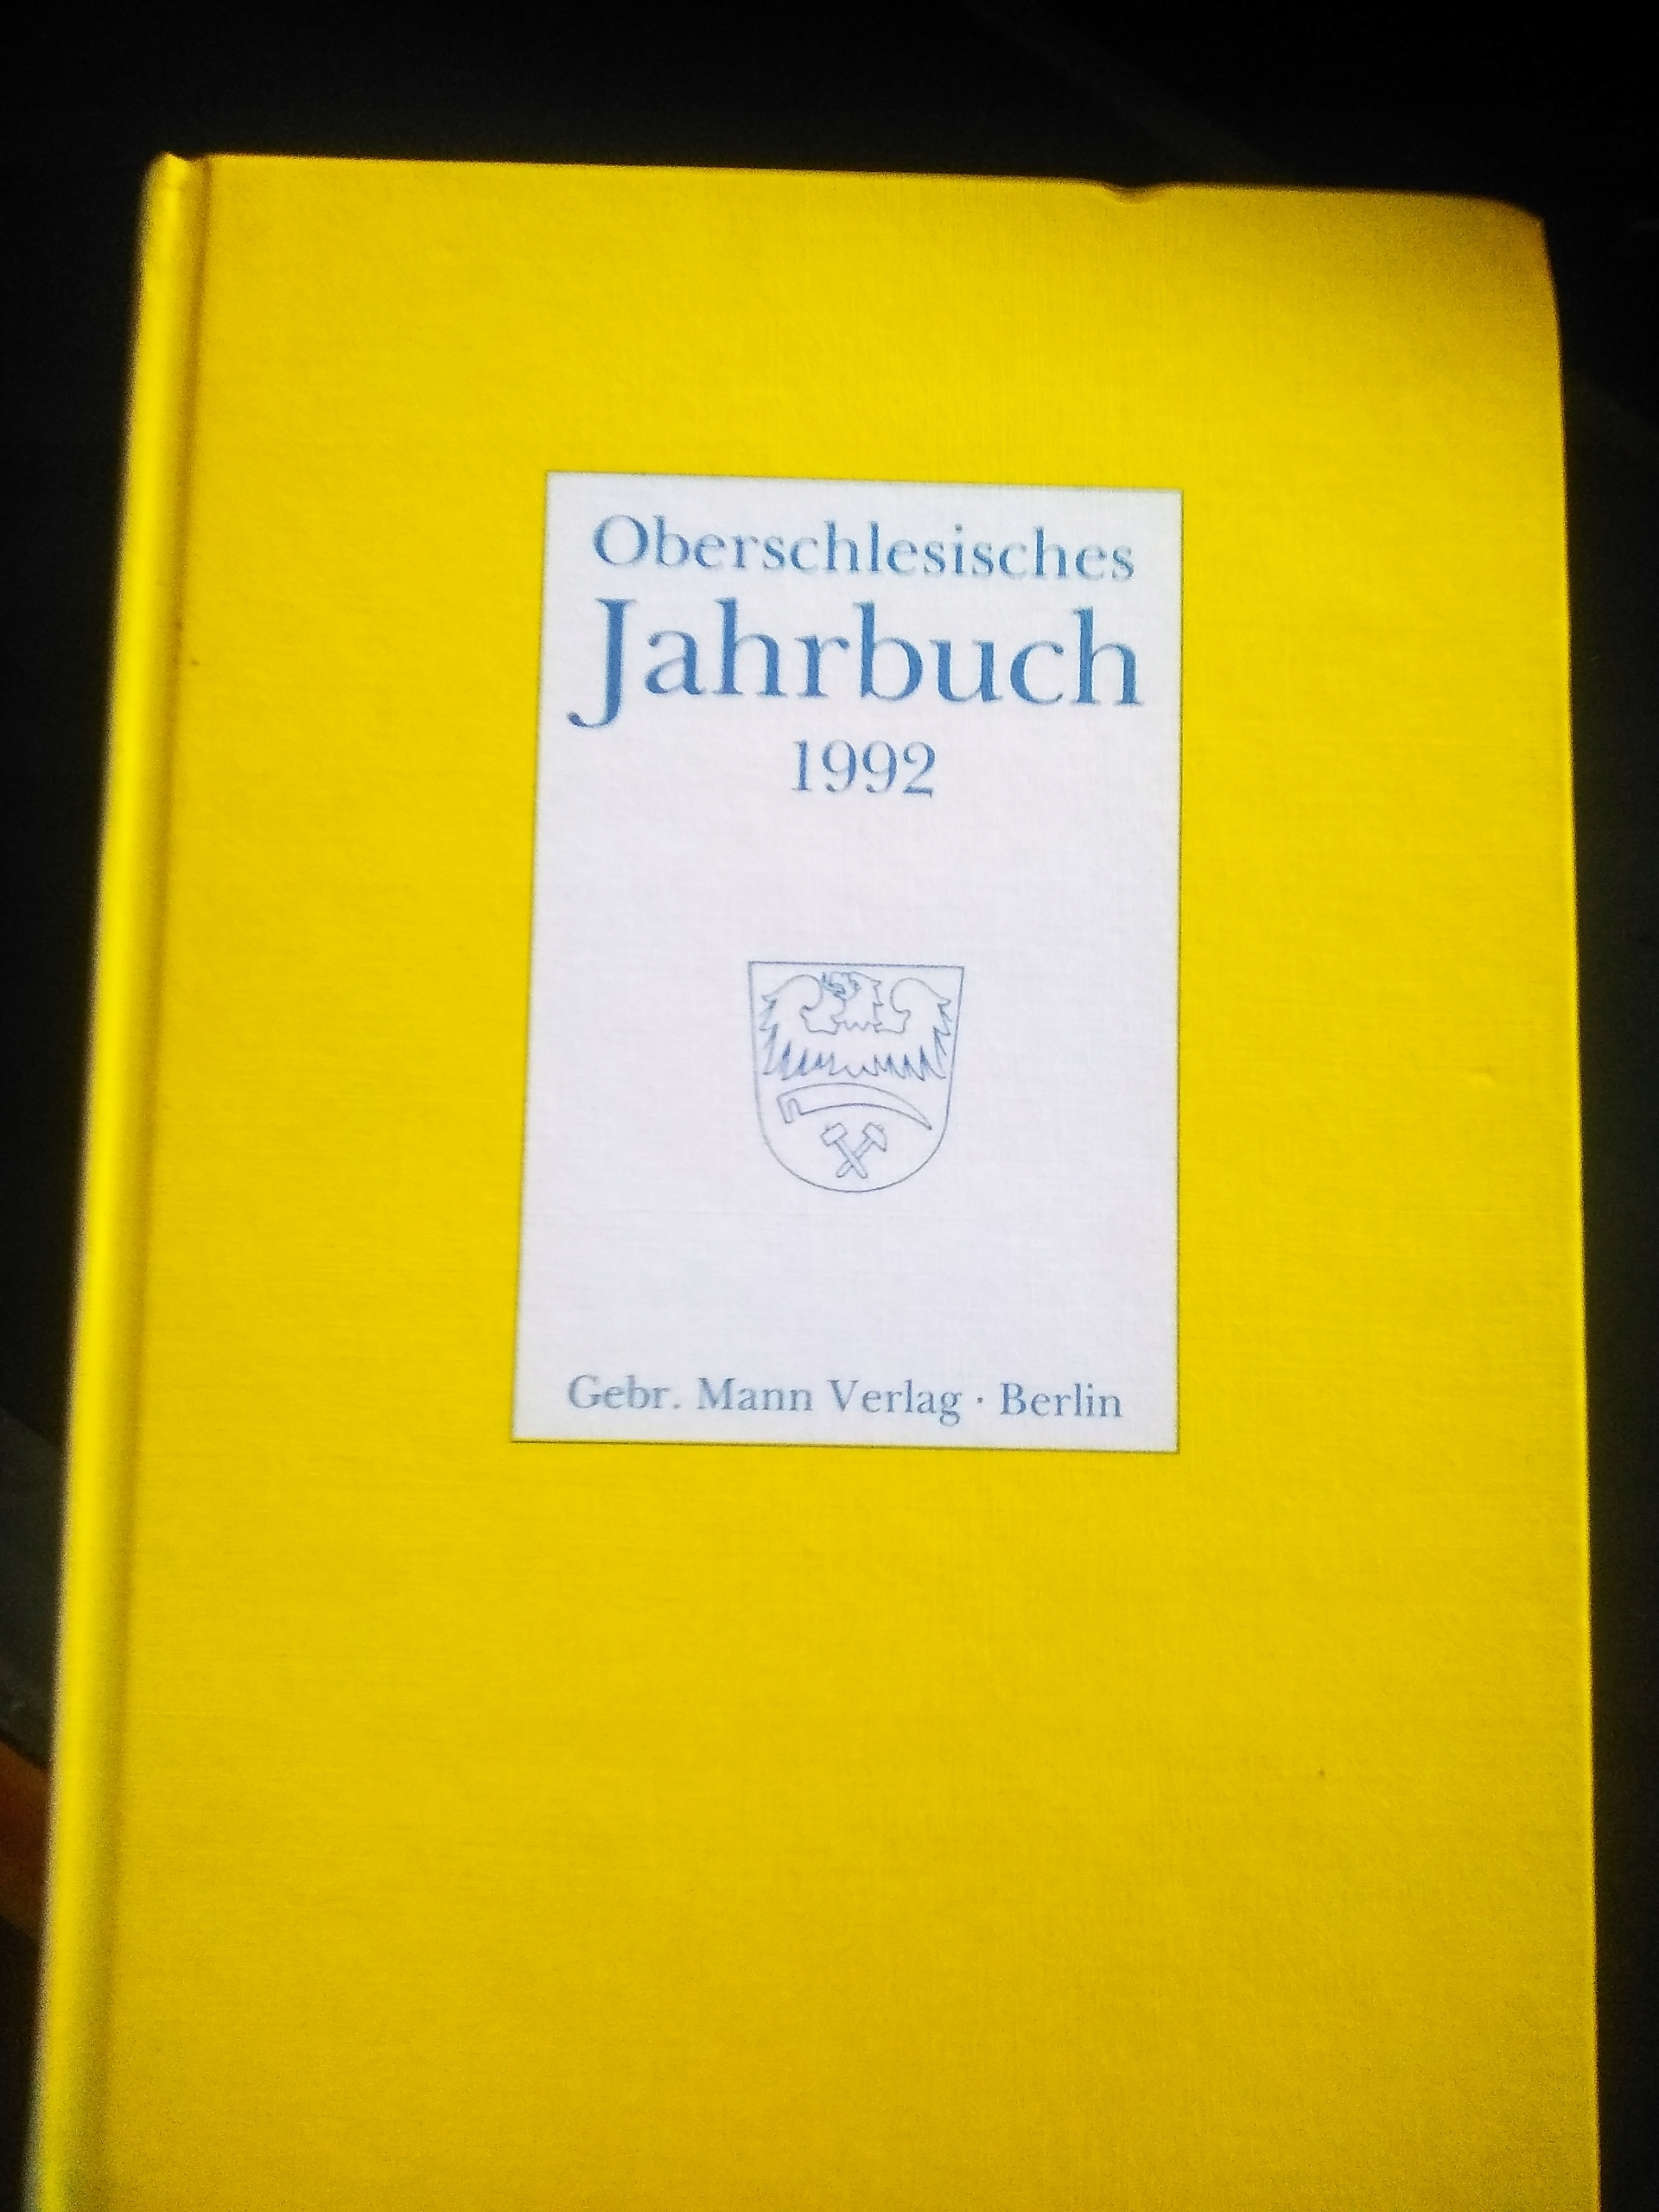 Oberschlesisches
Jahrbuch
1992
Gebr. Mann Verlag · Berlin